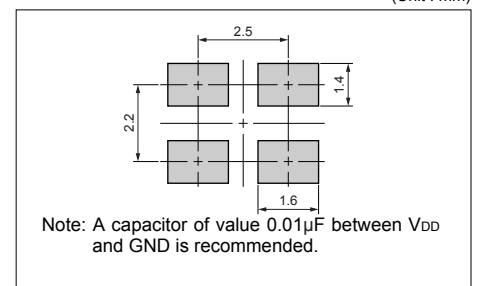 (Unit : mm)
2.5
1.4
2.2
1.6
Note: A capacitor of value 0.01µF between VDD
and GND is recommended.